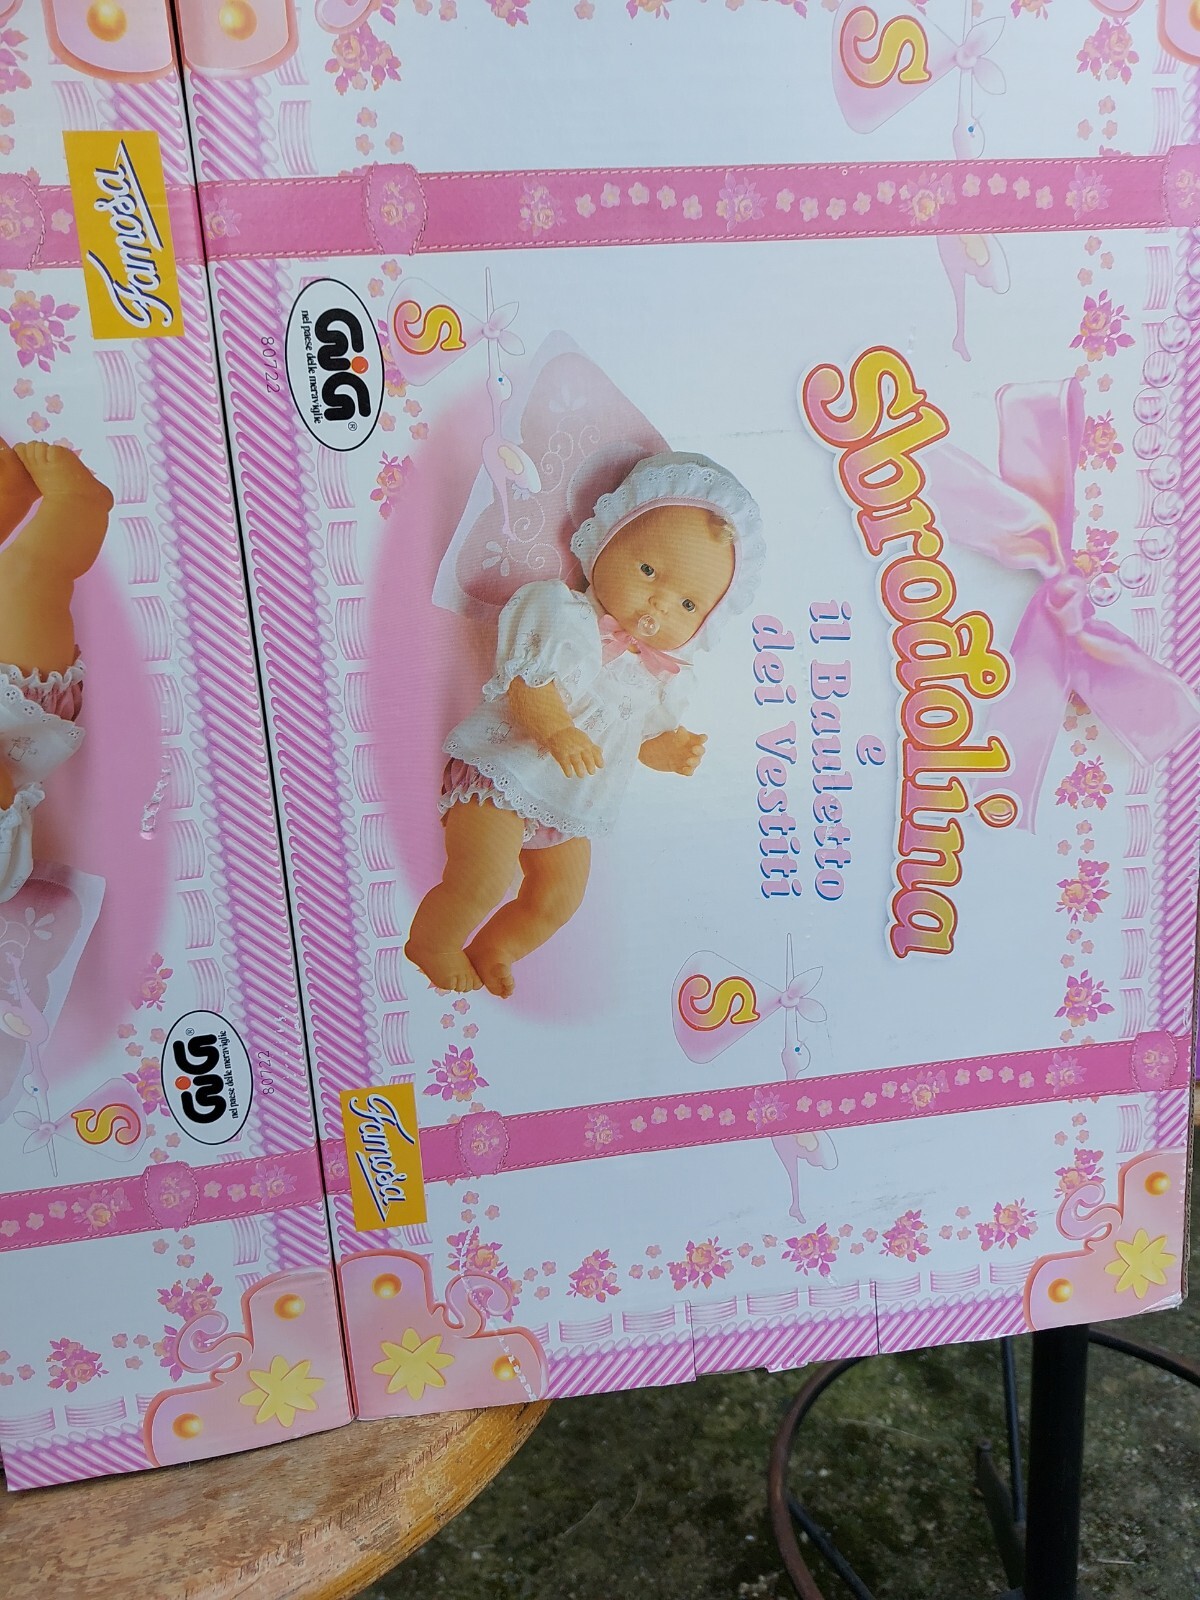 Sbrodolina
e
il Bauletto
dei Vestiti
S
S
S
GiG®
nel paese delle meraviglie
80722
Famosa
Famosa
GiG®
nel paese delle meraviglie
80722
S